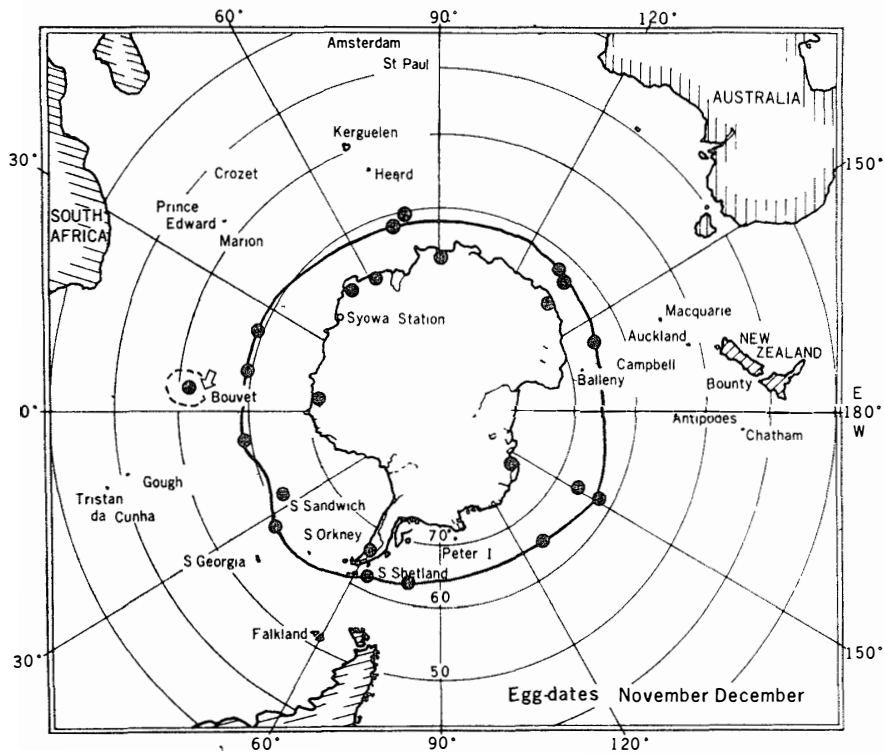 60° 90° 120°
Amsterdam
St Paul
AUSTRALIA
Kerguelen
30° 150°
Crozet Heard
Prince
Edward
SOUTH
AFRICA
Marion
Syowa Station
Macquarie
Auckland NEW
ZEALAND
Campbell
Balleny Bounty
Bouvet
0° E
180°
W
Antipodes
Chatham
Gough
Tristan
da Cunha
S Sandwich
S Orkney
70°
Peter I
S Georgia
S Shetland
60
Falkland
30° 150°
50
Egg-dates November December
60° 90° 120°